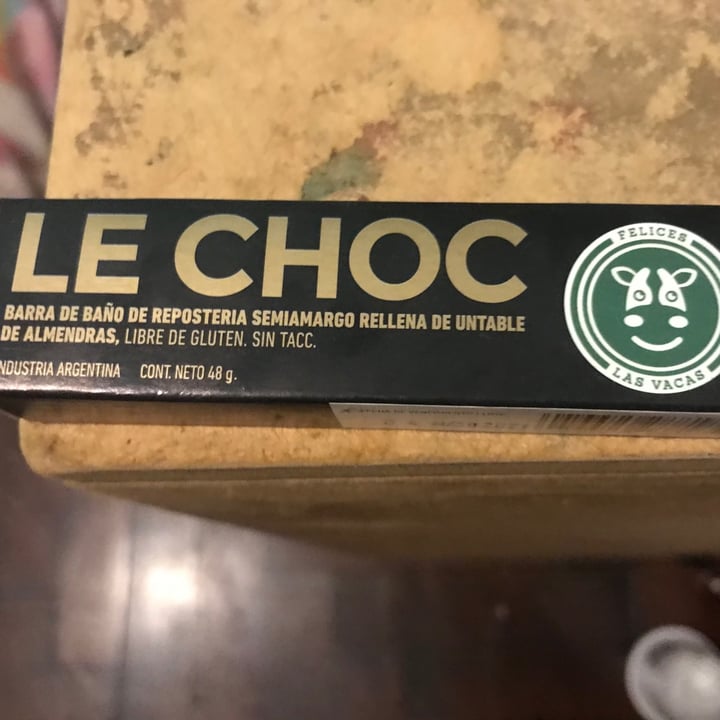 LE CHOC
BARRA DE BAÑO DE REPOSTERIA SEMIAMARGO RELLENA DE UNTABLE
DE ALMENDRAS, LIBRE DE GLUTEN. SIN TACC.
NDUSTRIA ARGENTINA CONT. NETO 48 g.
FELICES
LAS VACAS